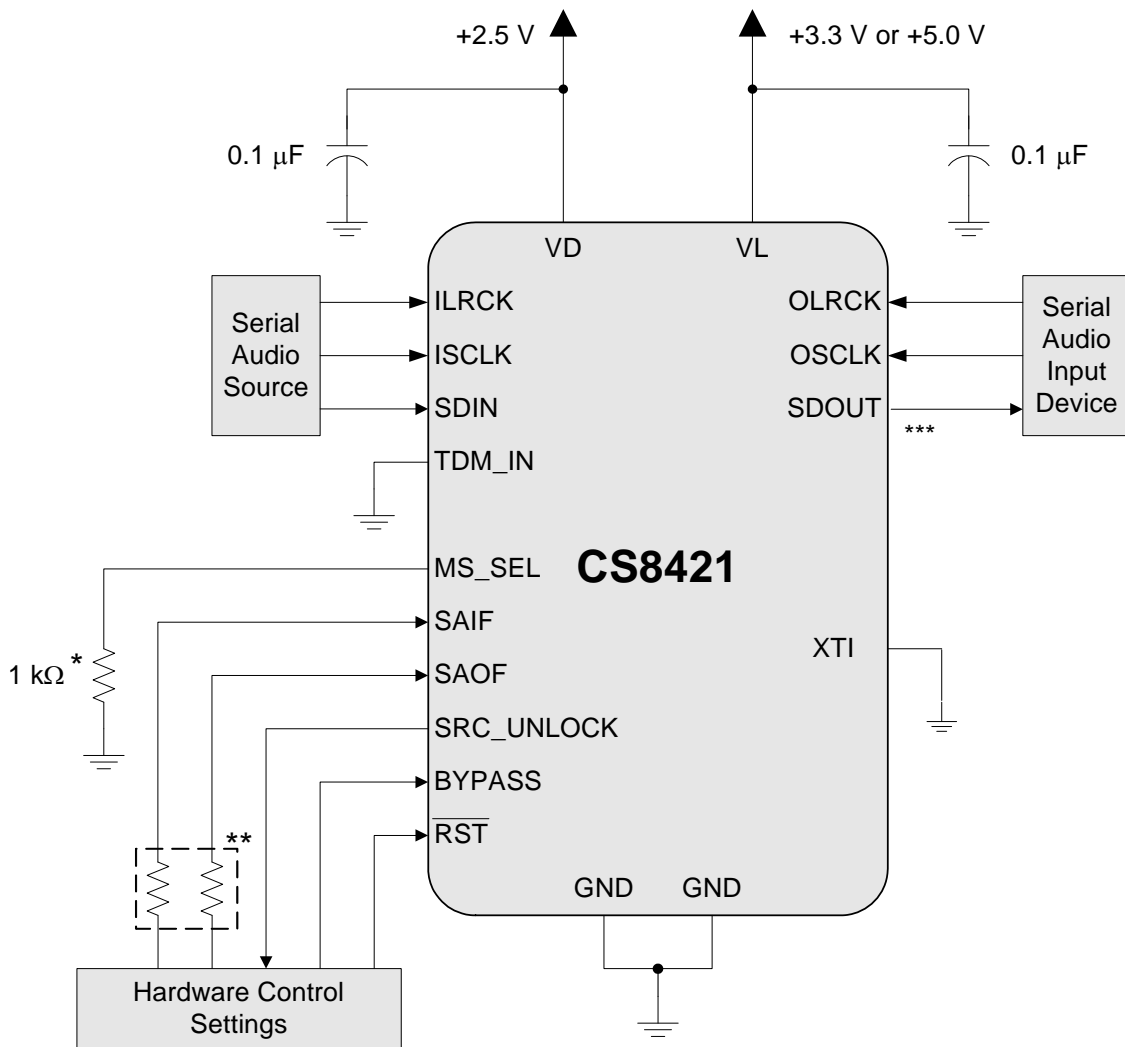 +2.5 V
+3.3 V or +5.0 V
0.1 μF
0.1 μF
VD
VL
Serial
Audio
Source
ILRCK
ISCLK
SDIN
TDM_IN
OLRCK
OSCLK
SDOUT
***
Serial
Audio
Input
Device
MS_SEL
CS8421
SAIF
SAOF
SRC_UNLOCK
BYPASS
RST
XTI
1 kΩ *
**
GND
GND
Hardware Control
Settings